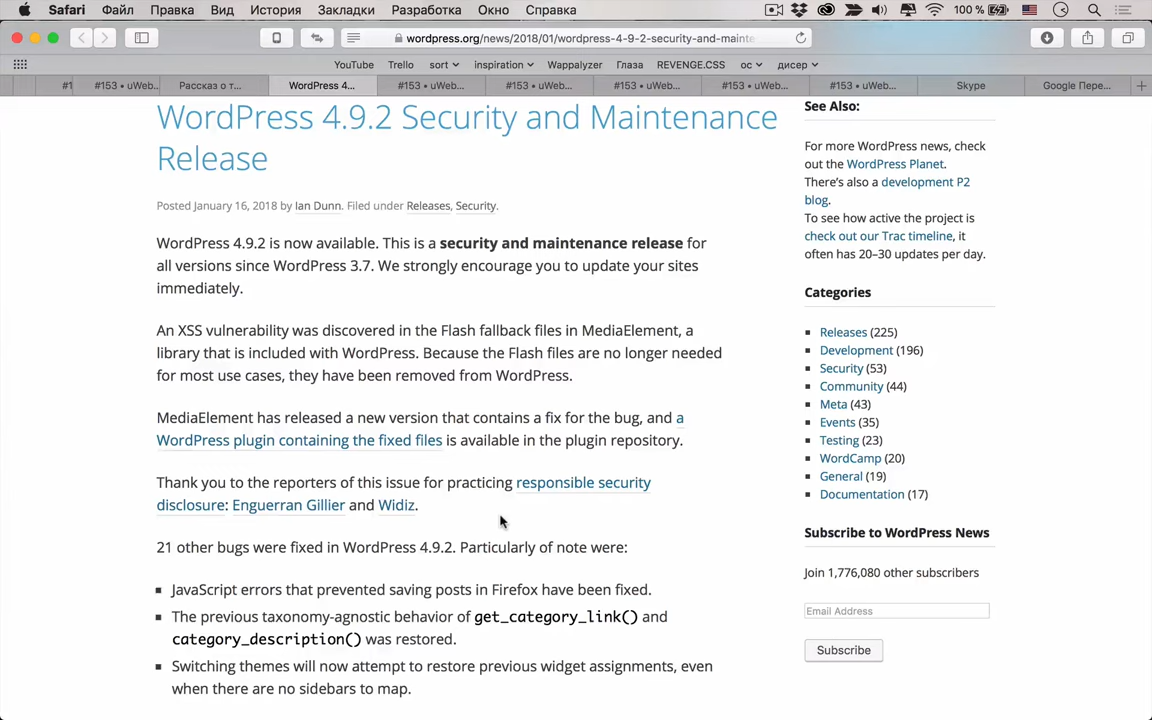 Safari Файл Правка Вид История Закладки Разработка Окно Справка 100 %
wordpress.org/news/2018/01/wordpress-4-9-2-security-and-mainte
YouTube Trello sort inspiration Wappalyzer Глаза REVENGE.CSS ос дисер
#1 #153 • uWeb. Рассказ о т... WordPress 4... #153 • uWeb... #153 • uWeb... #153 • uWeb... #153 • uWeb... #153 • uWeb... Skype Google Пере...
WordPress 4.9.2 Security and Maintenance
Release
Posted January 16, 2018 by Ian Dunn. Filed under Releases, Security.
WordPress 4.9.2 is now available. This is a security and maintenance release for
all versions since WordPress 3.7. We strongly encourage you to update your sites
immediately.
An XSS vulnerability was discovered in the Flash fallback files in MediaElement, a
library that is included with WordPress. Because the Flash files are no longer needed
for most use cases, they have been removed from WordPress.
MediaElement has released a new version that contains a fix for the bug, and a
WordPress plugin containing the fixed files is available in the plugin repository.
Thank you to the reporters of this issue for practicing responsible security
disclosure: Enguerran Gillier and Widiz.
21 other bugs were fixed in WordPress 4.9.2. Particularly of note were:
JavaScript errors that prevented saving posts in Firefox have been fixed.
The previous taxonomy-agnostic behavior of get_category_link() and
category_description() was restored.
Switching themes will now attempt to restore previous widget assignments, even
when there are no sidebars to map.
See Also:
For more WordPress news, check
out the WordPress Planet.
There's also a development P2
blog.
To see how active the project is
check out our Trac timeline, it
often has 20–30 updates per day.
Categories
Releases (225)
Development (196)
Security (53)
Community (44)
Meta (43)
Events (35)
Testing (23)
WordCamp (20)
General (19)
Documentation (17)
Subscribe to WordPress News
Join 1,776,080 other subscribers
Email Address
Subscribe